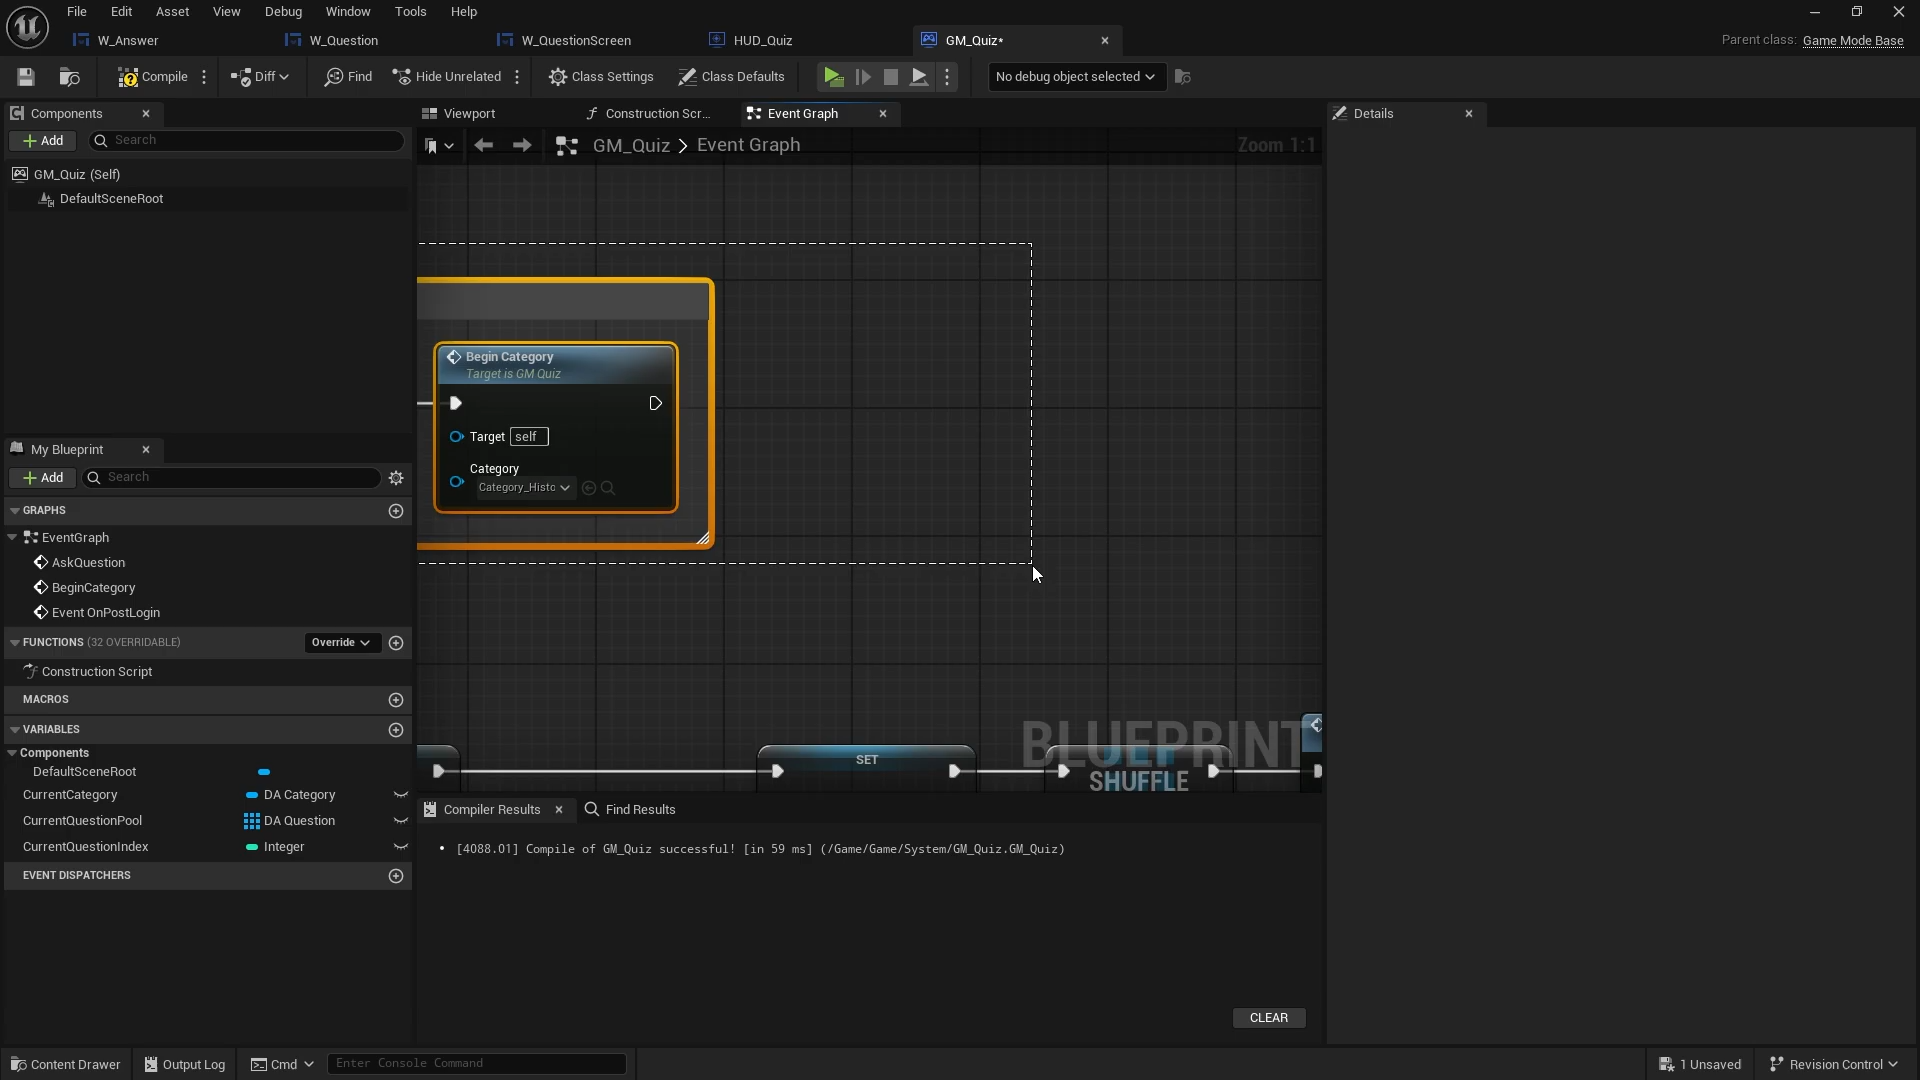 File Edit Asset View Debug Window Tools Help
W_Answer W_Question W_QuestionScreen HUD_Quiz GM_Quiz*
Parent class: Game Mode Base
Compile Diff Find Hide Unrelated Class Settings Class Defaults No debug object selected
Components
Add Search
GM_Quiz (Self)
DefaultSceneRoot
My Blueprint
Add Search
GRAPHS
EventGraph
AskQuestion
BeginCategory
Event OnPostLogin
FUNCTIONS (32 OVERRIDABLE) Override
Construction Script
MACROS
VARIABLES
Components
DefaultSceneRoot
CurrentCategory DA Category
CurrentQuestionPool DA Question
CurrentQuestionIndex Integer
EVENT DISPATCHERS
Viewport Construction Scr... Event Graph
GM_Quiz > Event Graph Zoom 1:1
Begin Category
Target is GM Quiz
Target self
Category
Category_Histo
BLUEPRINT
SET
SHUFFLE
Compiler Results Find Results
[4088.01] Compile of GM_Quiz successful! [in 59 ms] (/Game/Game/System/GM_Quiz.GM_Quiz)
CLEAR
Details
Content Drawer Output Log Cmd Enter Console Command 1 Unsaved Revision Control